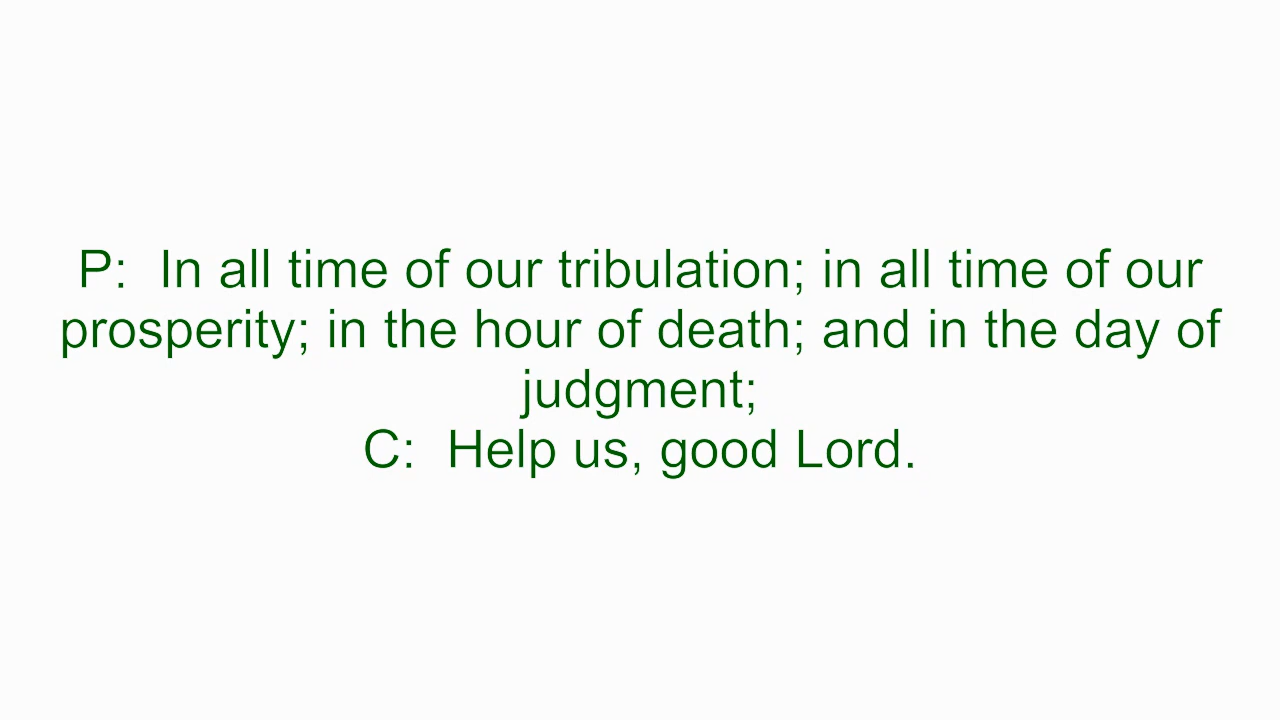 P:  In all time of our tribulation; in all time of our
prosperity; in the hour of death; and in the day of
judgment;
C:  Help us, good Lord.